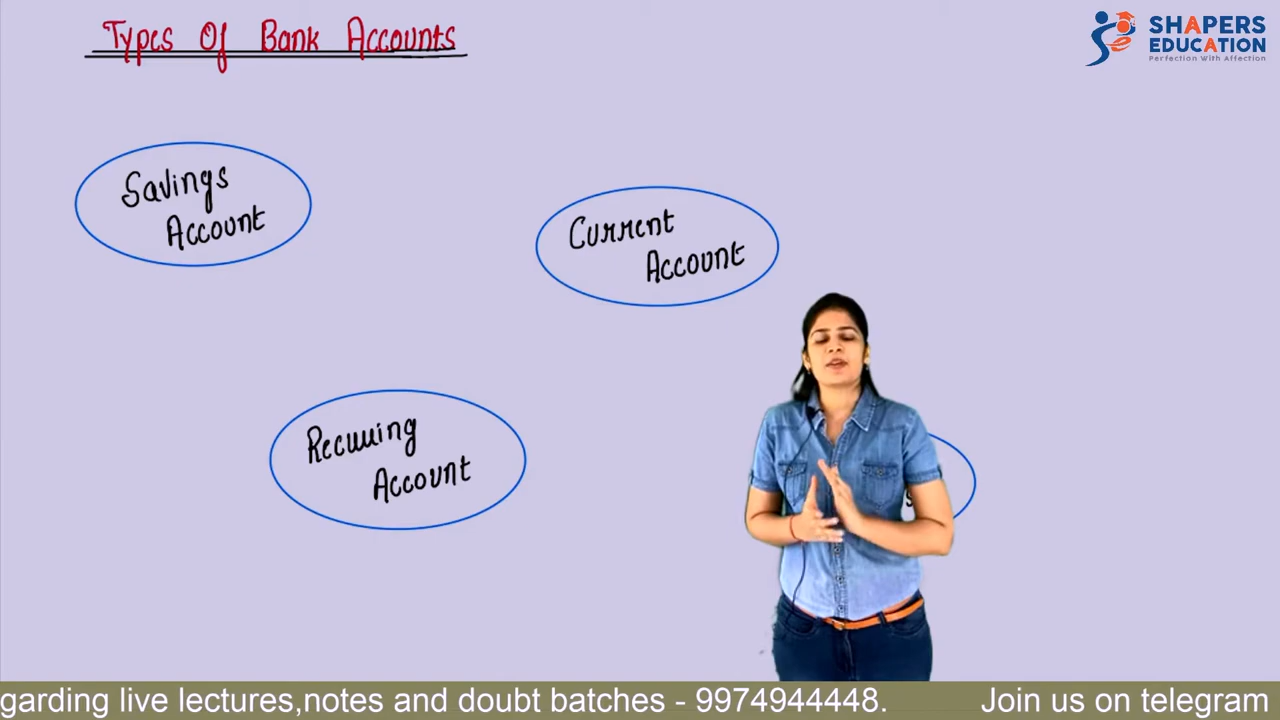 Types Of Bank Accounts
SHAPERS
EDUCATION
Perfection With Affection
Savings
Account
Current
Account
Recurring
Account
garding live lectures,notes and doubt batches - 9974944448. Join us on telegram